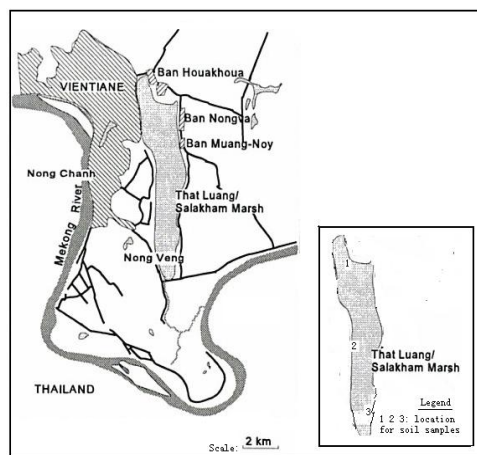 VIENTIANE
Ban Houakhoua
Ban Nongva
Ban Muang-Noy
Nong Chanh
That Luang/
Salakham Marsh
Mekong River
Nong Veng
THAILAND
Scale: 2 km
1
2
That Luang/
Salakham Marsh
3
Legend
1 2 3: location
for soil samples